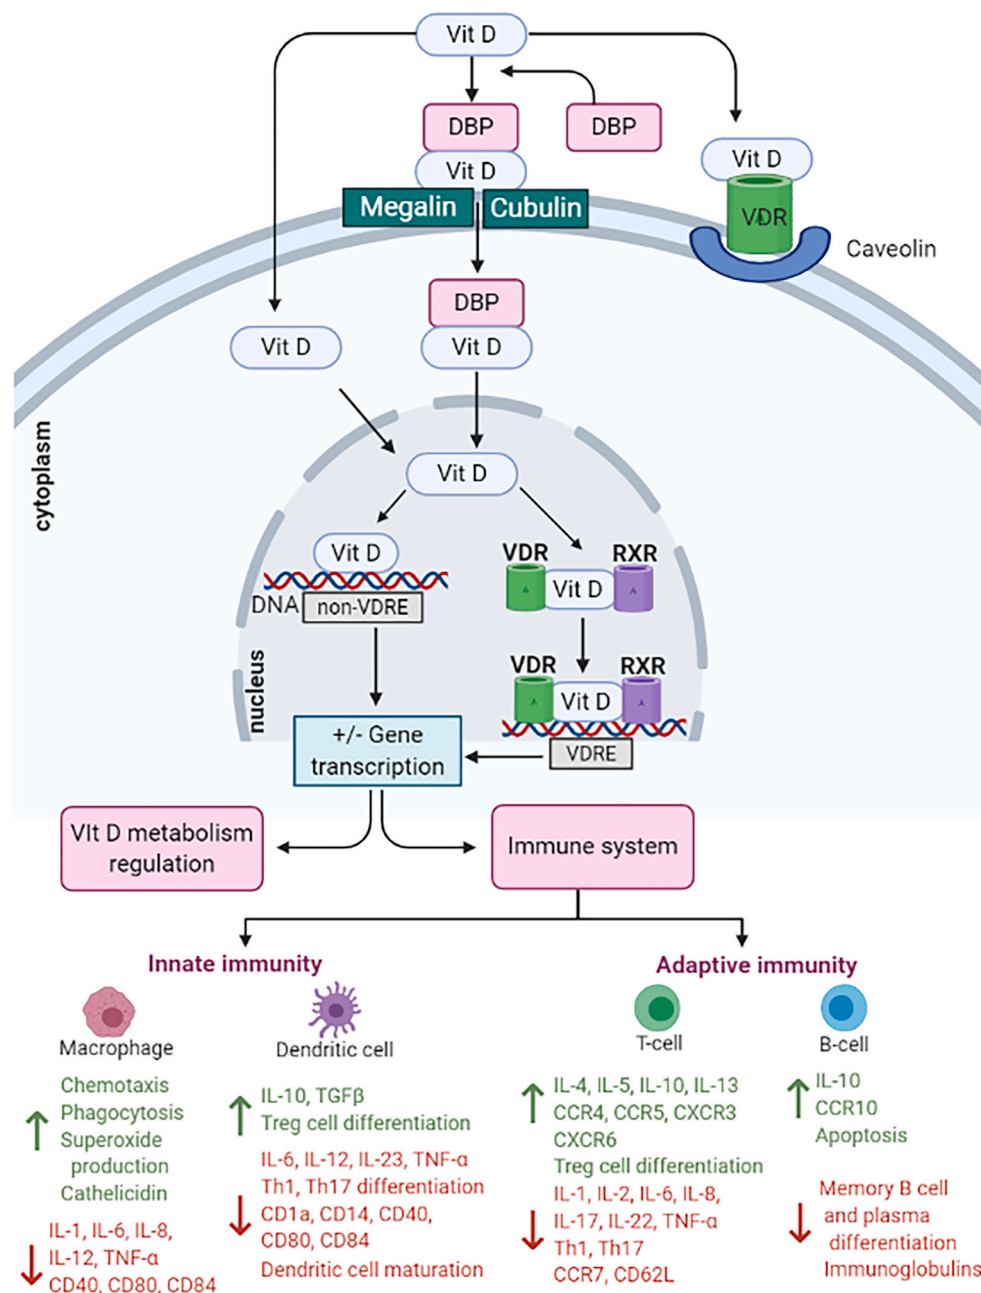 Vit D
DBP
DBP
Vit D
Vit D
Megalin
Cubulin
VDR
Caveolin
DBP
Vit D
Vit D
cytoplasm
Vit D
Vit D
DNA
non-VDRE
VDR
RXR
A
Vit D
A
VDR
RXR
A
Vit D
A
VDRE
nucleus
+/- Gene
transcription
VIt D metabolism
regulation
Immune system
Innate immunity
Adaptive immunity
Macrophage
Dendritic cell
T-cell
B-cell
Chemotaxis
Phagocytosis
Superoxide
production
Cathelicidin
IL-1, IL-6, IL-8,
IL-12, TNF-α
CD40, CD80, CD84
IL-10, TGFβ
Treg cell differentiation
IL-6, IL-12, IL-23, TNF-α
Th1, Th17 differentiation
CD1a, CD14, CD40,
CD80, CD84
Dendritic cell maturation
IL-4, IL-5, IL-10, IL-13
CCR4, CCR5, CXCR3
CXCR6
Treg cell differentiation
IL-1, IL-2, IL-6, IL-8,
IL-17, IL-22, TNF-α
Th1, Th17
CCR7, CD62L
IL-10
CCR10
Apoptosis
Memory B cell
and plasma
differentiation
Immunoglobulins